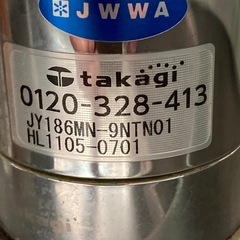 JWWA
takagi
0120-328-413
JY186MN-9NTN01
HL1105-0701